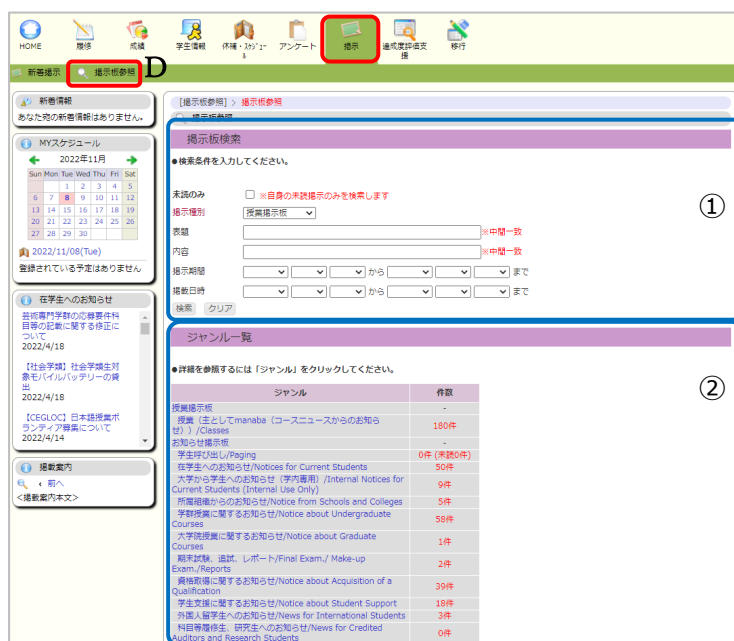 HOME
履修
成績
学生情報
休補・スケジュール
アンケート
掲示
達成度評価支援
移行
新着掲示
掲示板参照
D
新着情報
あなた宛の新着情報はありません。
MYスケジュール
2022年11月
Sun Mon Tue Wed Thu Fri Sat
1 2 3 4 5
6 7 8 9 10 11 12
13 14 15 16 17 18 19
20 21 22 23 24 25 26
27 28 29 30
2022/11/08(Tue)
登録されている予定はありません
在学生へのお知らせ
芸術専門学群の応募要件科
目等の記載に関する修正に
ついて
2022/4/18
【社会学類】社会学類生対
象モバイルバッテリーの貸
出
2022/4/18
【CEGLOC】日本語授業ボ
ランティア募集について
2022/4/14
掲載案内
‹ 前へ
<掲載案内本文>
[掲示板参照] > 掲示板参照
掲示板参照
掲示板検索
●検索条件を入力してください。
未読のみ ※自身の未読掲示のみを検索します
掲示種別 授業掲示板
表題 ※中間一致
内容 ※中間一致
掲示期間 から まで
掲載日時 から まで
検索 クリア
①
ジャンル一覧
●詳細を参照するには「ジャンル」をクリックしてください。
②
ジャンル 件数
授業掲示板 -
授業（主としてmanaba（コースニュースからのお知ら
せ））/Classes 180件
お知らせ掲示板 -
学生呼び出し/Paging 0件 (未読0件)
在学生へのお知らせ/Notices for Current Students 50件
大学から学生へのお知らせ（学内専用）/Internal Notices for
Current Students (Internal Use Only) 9件
所属組織からのお知らせ/Notice from Schools and Colleges 5件
学群授業に関するお知らせ/Notice about Undergraduate
Courses 58件
大学院授業に関するお知らせ/Notice about Graduate
Courses 1件
期末試験、追試、レポート/Final Exam./ Make-up
Exam./Reports 2件
資格取得に関するお知らせ/Notice about Acquisition of a
Qualification 39件
学生支援に関するお知らせ/Notice about Student Support 18件
外国人留学生へのお知らせ/News for International Students 3件
科目等履修生、研究生へのお知らせ/News for Credited
Auditors and Research Students 0件